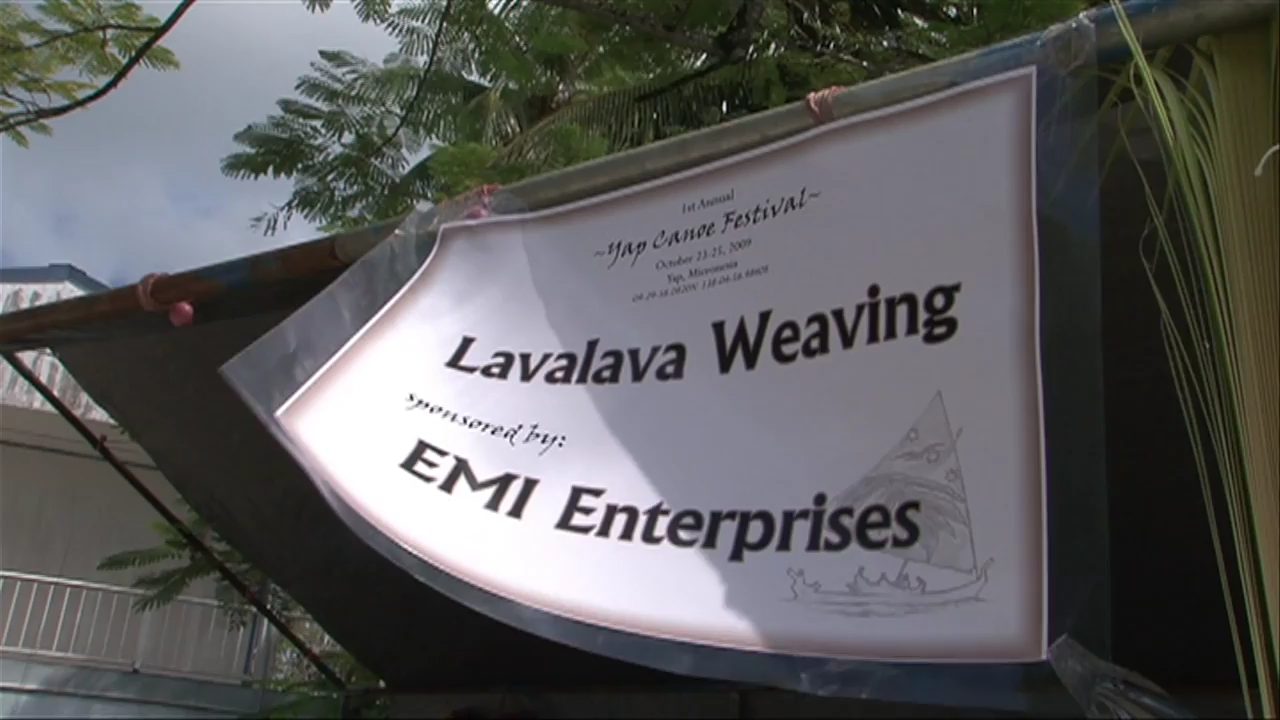 1st Annual
~Yap Canoe Festival~
October 23-25, 2009
Yap, Micronesia
Lavalava Weaving
sponsored by:
EMI Enterprises